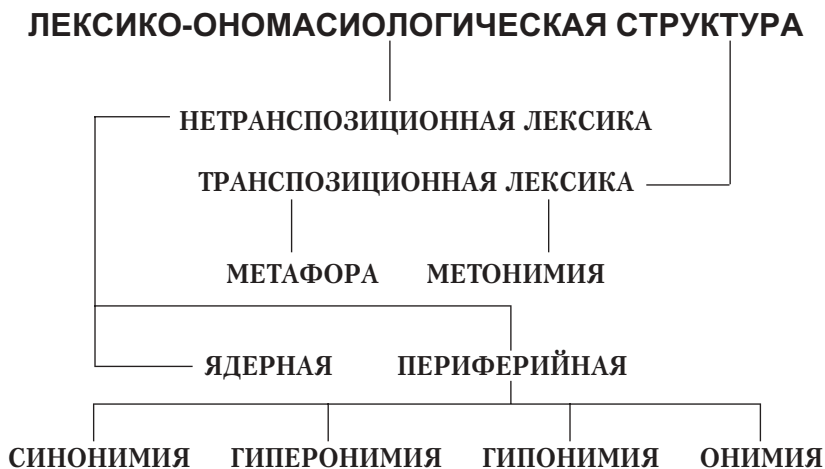 ЛЕКСИКО-ОНОМАСИОЛОГИЧЕСКАЯ СТРУКТУРА
НЕТРАНСПОЗИЦИОННАЯ ЛЕКСИКА
ТРАНСПОЗИЦИОННАЯ ЛЕКСИКА
МЕТАФОРА МЕТОНИМИЯ
ЯДЕРНАЯ ПЕРИФЕРИЙНАЯ
СИНОНИМИЯ ГИПЕРОНИМИЯ ГИПОНИМИЯ ОНИМИЯ